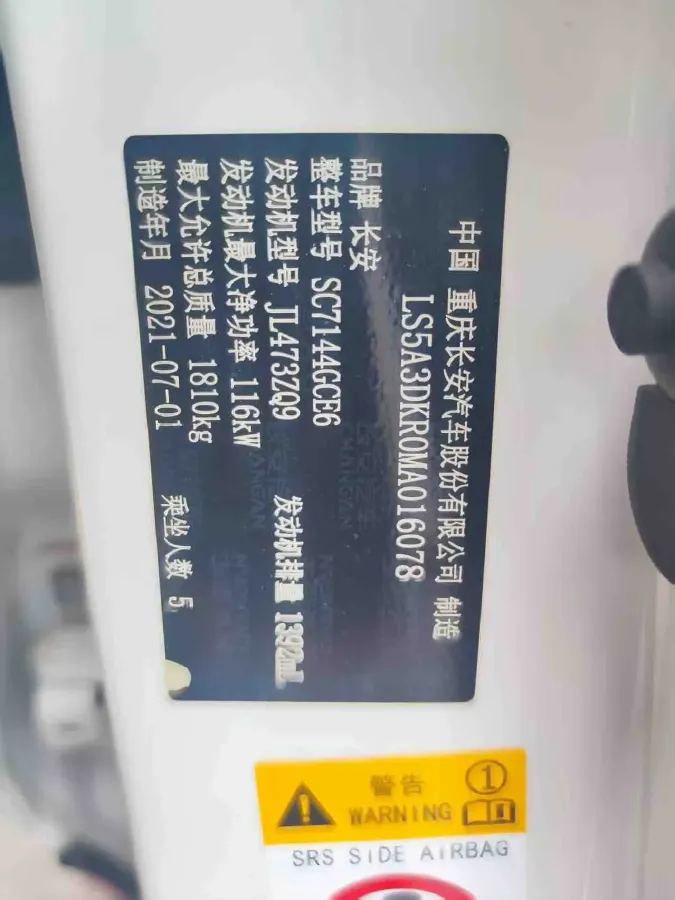 中国 重庆长安汽车股份有限公司 制造
LS5A3DKR0MA016078
品牌 长安
整车型号 SC7144GCE6
发动机型号 JL473ZQ9 发动机排量 1392mL
发动机最大净功率 116kW
最大允许总质量 1810kg
制造年月 2021-07-01 乘坐人数 5
警告 1
WARNING
SRS SIDE AIRBAG